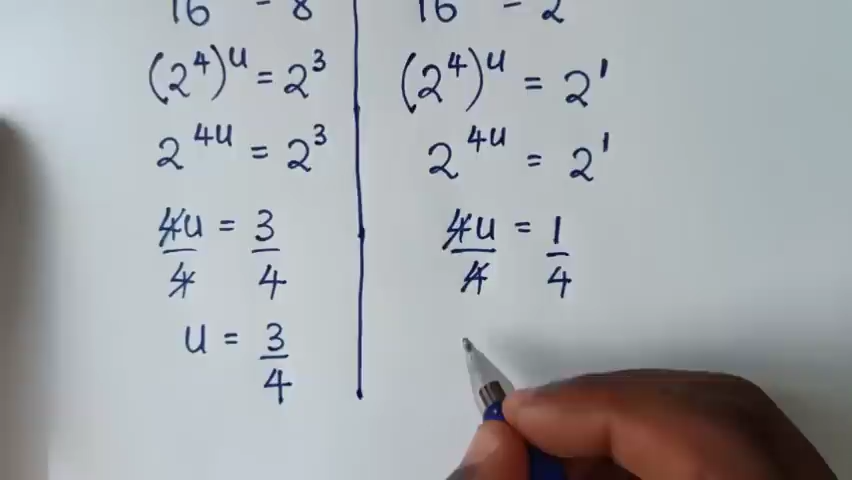 16 = 8
(2⁴)ᵁ = 2³
2⁴ᵁ = 2³
4u/4 = 3/4
u = 3/4
16 = 2
(2⁴)ᵁ = 2¹
2⁴ᵁ = 2¹
4u/4 = 1/4